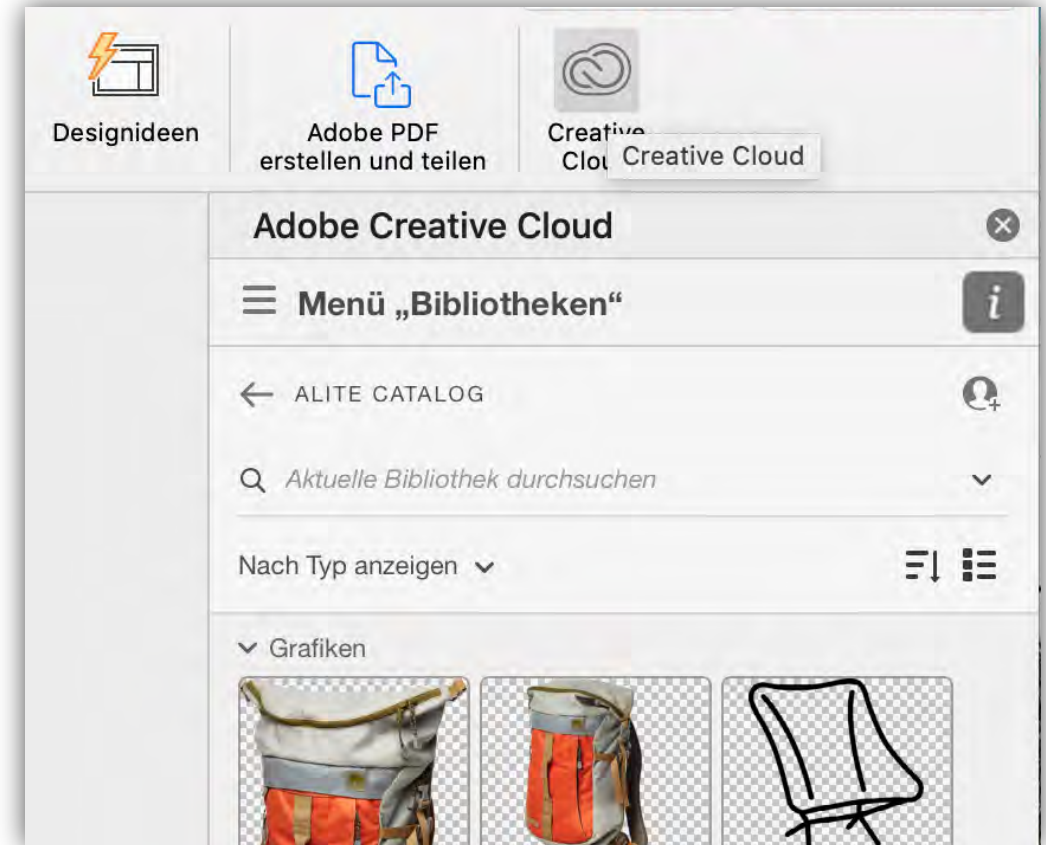 Designideen
Adobe PDF
erstellen und teilen
Creative
Clou
Creative Cloud
Adobe Creative Cloud
Menü „Bibliotheken“
ALITE CATALOG
Aktuelle Bibliothek durchsuchen
Nach Typ anzeigen
Grafiken